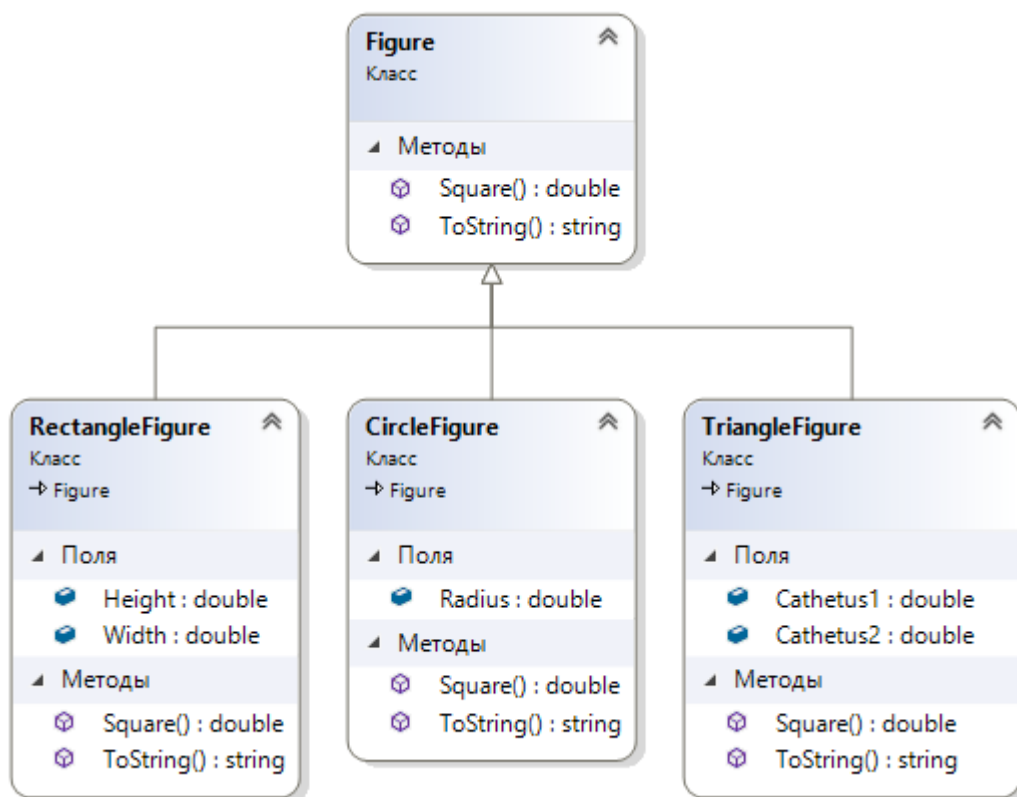 Figure
Класс
Методы
Square() : double
ToString() : string
RectangleFigure
Класс
Figure
Поля
Height : double
Width : double
Методы
Square() : double
ToString() : string
CircleFigure
Класс
Figure
Поля
Radius : double
Методы
Square() : double
ToString() : string
TriangleFigure
Класс
Figure
Поля
Cathetus1 : double
Cathetus2 : double
Методы
Square() : double
ToString() : string